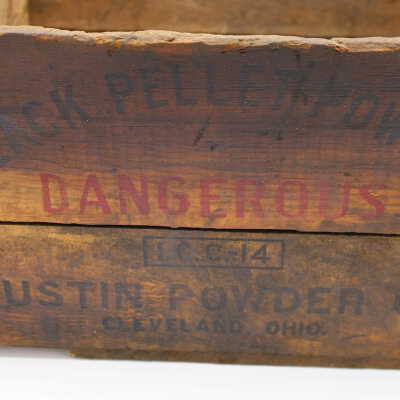 ACK PELLET POW
DANGEROUS
I.C.C.-14
USTIN POWDER C
CLEVELAND, OHIO.